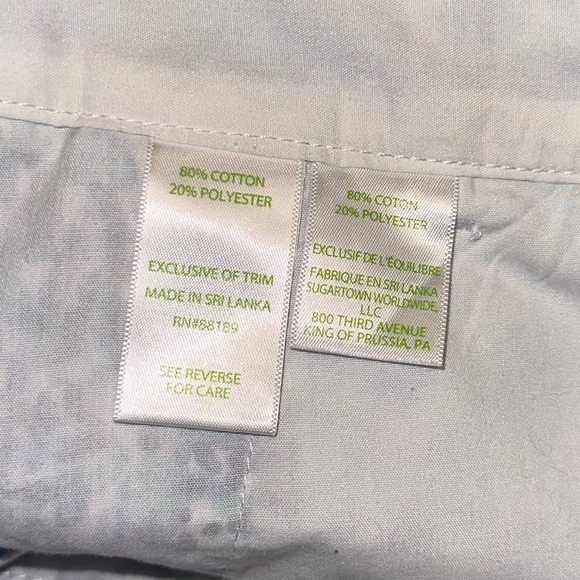 80% COTTON
20% POLYESTER
EXCLUSIVE OF TRIM
MADE IN SRI LANKA
RN#88189
SEE REVERSE
FOR CARE
80% COTON
20% POLYESTER
EXCLUSIF DE L'ÉQUILIBRE
FABRIQUE EN SRI LANKA
SUGARTOWN WORLDWIDE,
LLC
800 THIRD AVENUE
KING OF PRUSSIA, PA